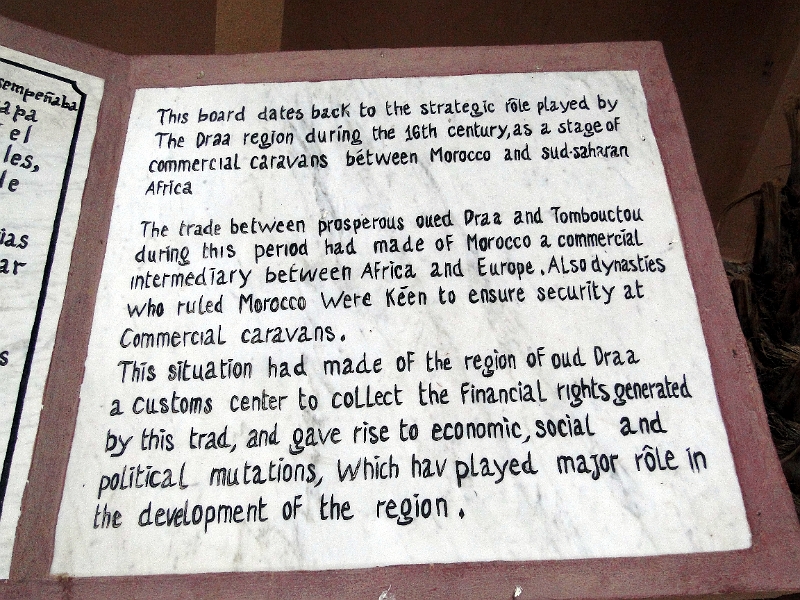 sempeñaba
apa
el
les,
le
ias
ar
s
This board dates back to the strategic rôle played by
The Draa region during the 16th century, as a stage of
commercial caravans bétween Morocco and sud-saharan
Africa
The trade between prosperous oued Draa and Tombouctou
during this period had made of Morocco a commercial
intermediary between Africa and Europe. Also dynasties
who ruled Morocco Were Kéen to ensure security at
Commercial caravans.
This situation had made of the region of oud Draa
a customs center to collect the Financial rights generated
by this trad, and gave rise to economic, social and
political mutations, which hav played major rôle in
the development of the region.